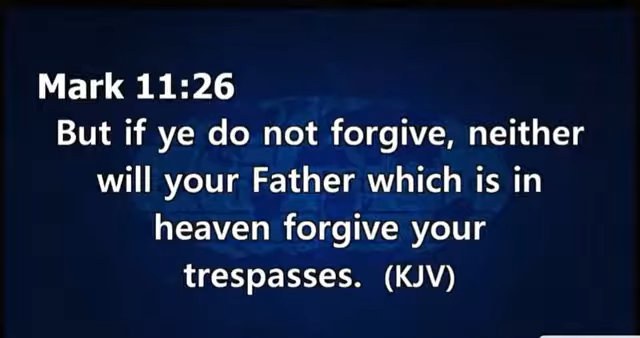 Mark 11:26
But if ye do not forgive, neither
will your Father which is in
heaven forgive your
trespasses. (KJV)